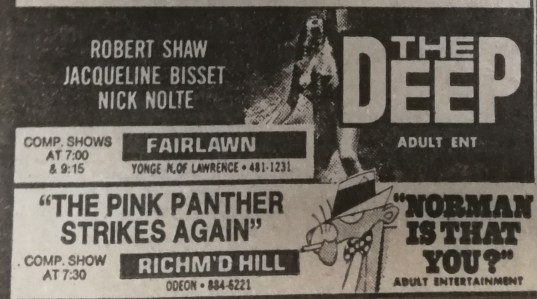 ROBERT SHAW
JACQUELINE BISSET
NICK NOLTE
THE
DEEP
ADULT ENT
COMP. SHOWS
AT 7:00
& 9:15
FAIRLAWN
YONGE N.OF LAWRENCE • 481-1231
"THE PINK PANTHER
STRIKES AGAIN"
COMP. SHOW
AT 7:30
RICHM'D HILL
ODEON • 884-6221
"NORMAN
IS THAT
YOU?"
ADULT ENTERTAINMENT